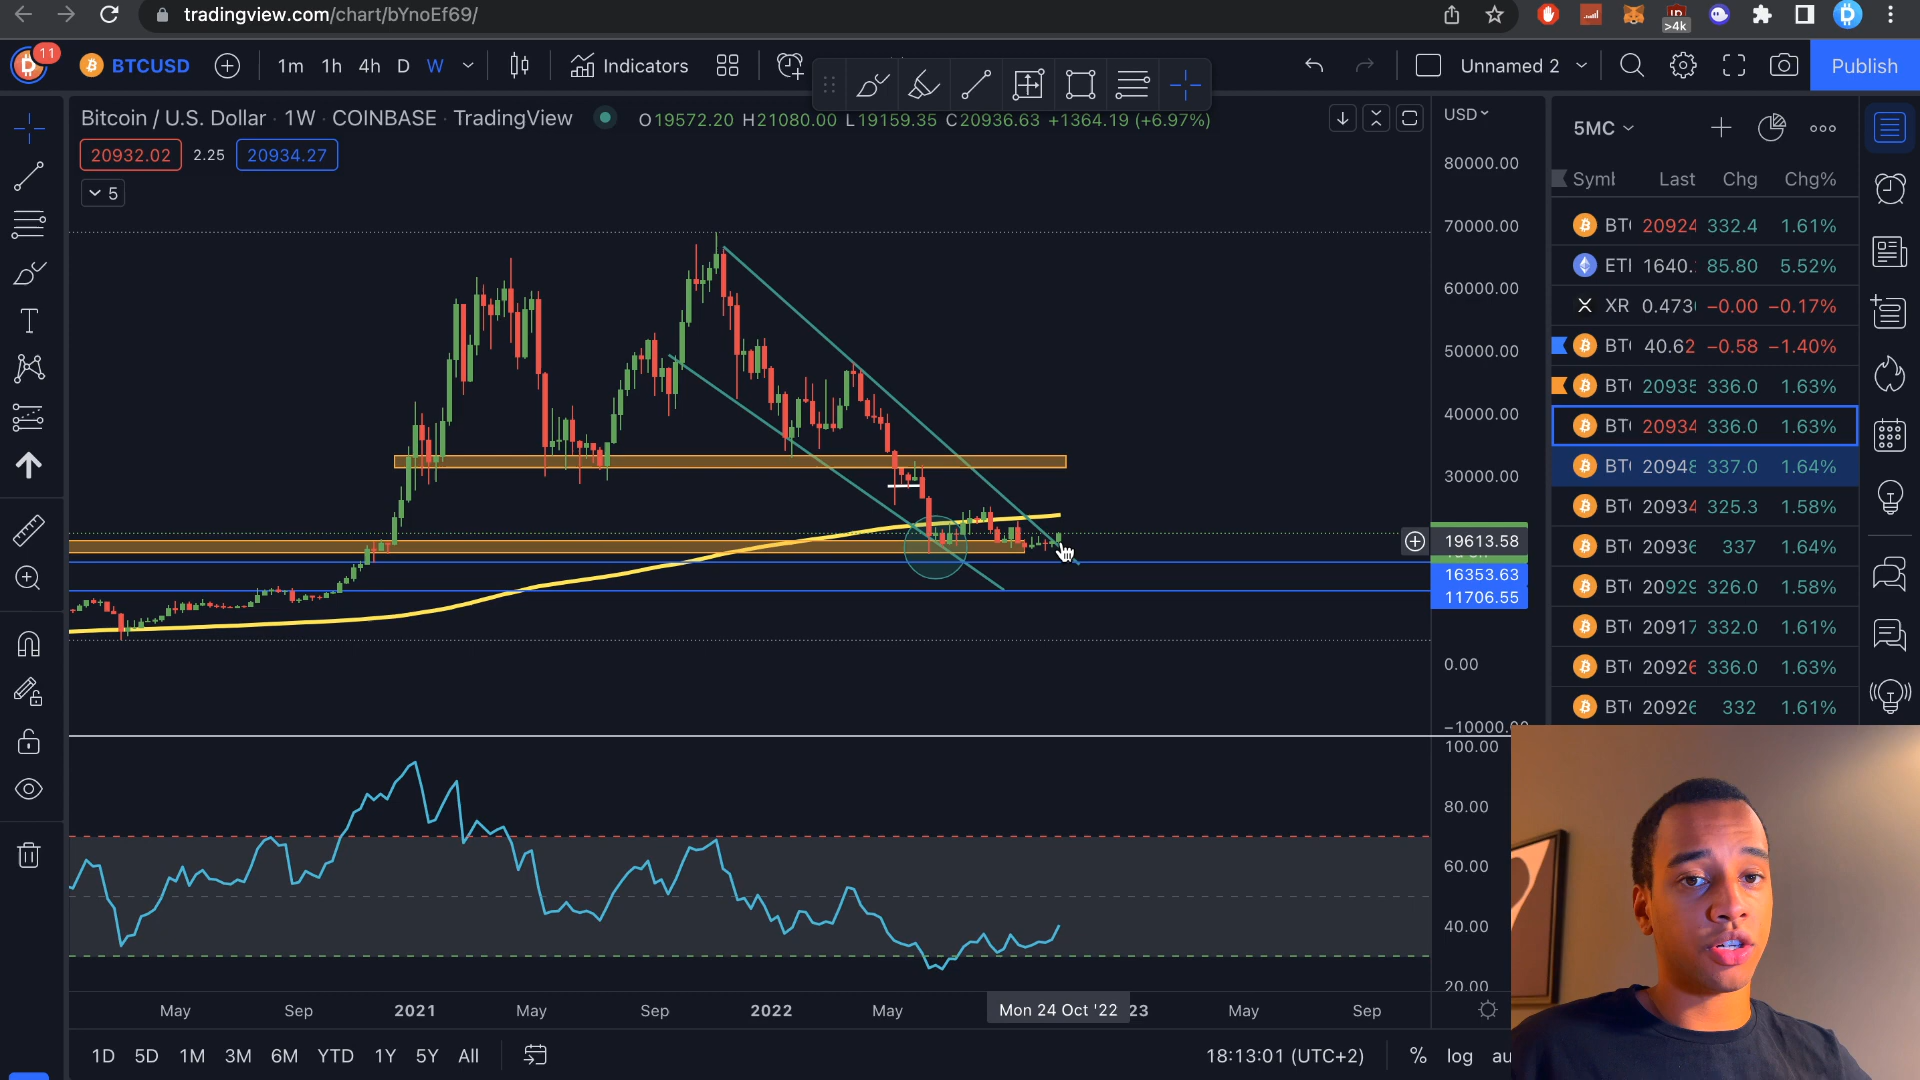 tradingview.com/chart/bYnoEf69/
>4k
11
BTCUSD
1m 1h 4h D W
Indicators
Unnamed 2
Publish
Bitcoin / U.S. Dollar · 1W · COINBASE · TradingView
O19572.20 H21080.00 L19159.35 C20936.63 +1364.19 (+6.97%)
USD
20932.02 2.25 20934.27
5
5MC
Symb Last Chg Chg%
80000.00
70000.00
60000.00
50000.00
40000.00
30000.00
19613.58
16353.63
11706.55
0.00
−10000.00
100.00
80.00
60.00
40.00
20.00
BT 20924 332.4 1.61%
ET 1640. 85.80 5.52%
XR 0.473 −0.00 −0.17%
BT 40.62 −0.58 −1.40%
BT 20935 336.0 1.63%
BT 20934 336.0 1.63%
BT 20948 337.0 1.64%
BT 20934 325.3 1.58%
BT 20936 337 1.64%
BT 20929 326.0 1.58%
BT 20917 332.0 1.61%
BT 20926 336.0 1.63%
BT 20926 332 1.61%
May Sep 2021 May Sep 2022 May Mon 24 Oct '22 23 May Sep
1D 5D 1M 3M 6M YTD 1Y 5Y All
18:13:01 (UTC+2) % log au